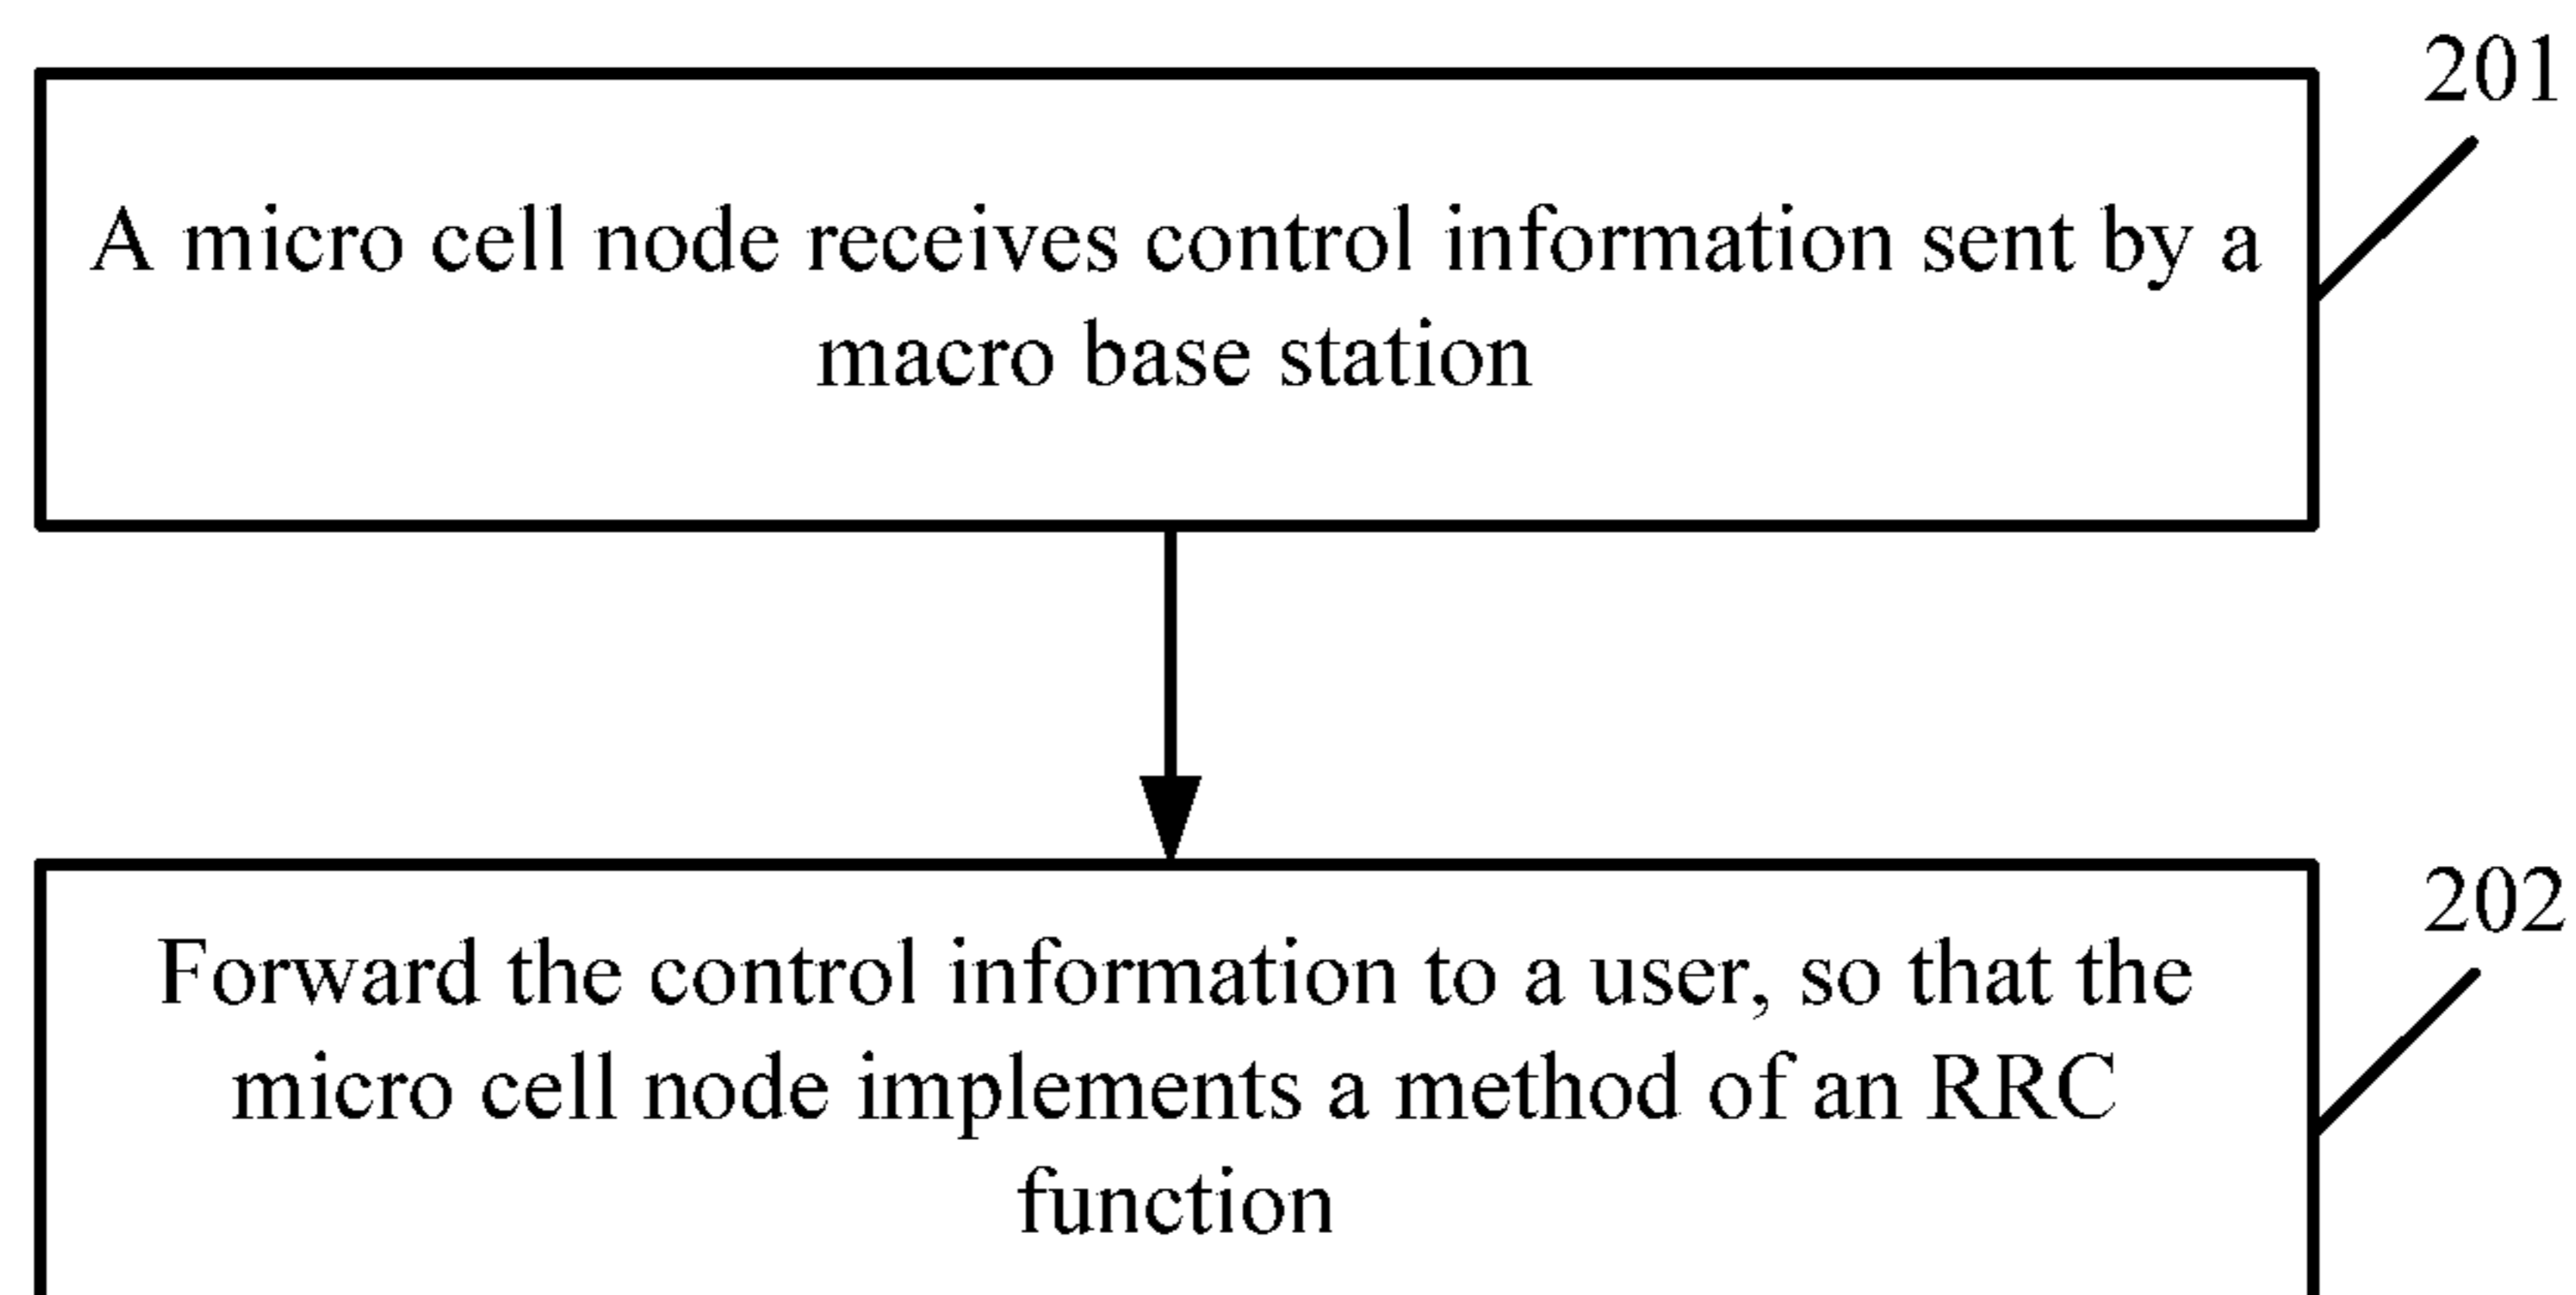 201
A micro cell node receives control information sent by a
macro base station
202
Forward the control information to a user, so that the
micro cell node implements a method of an RRC
function